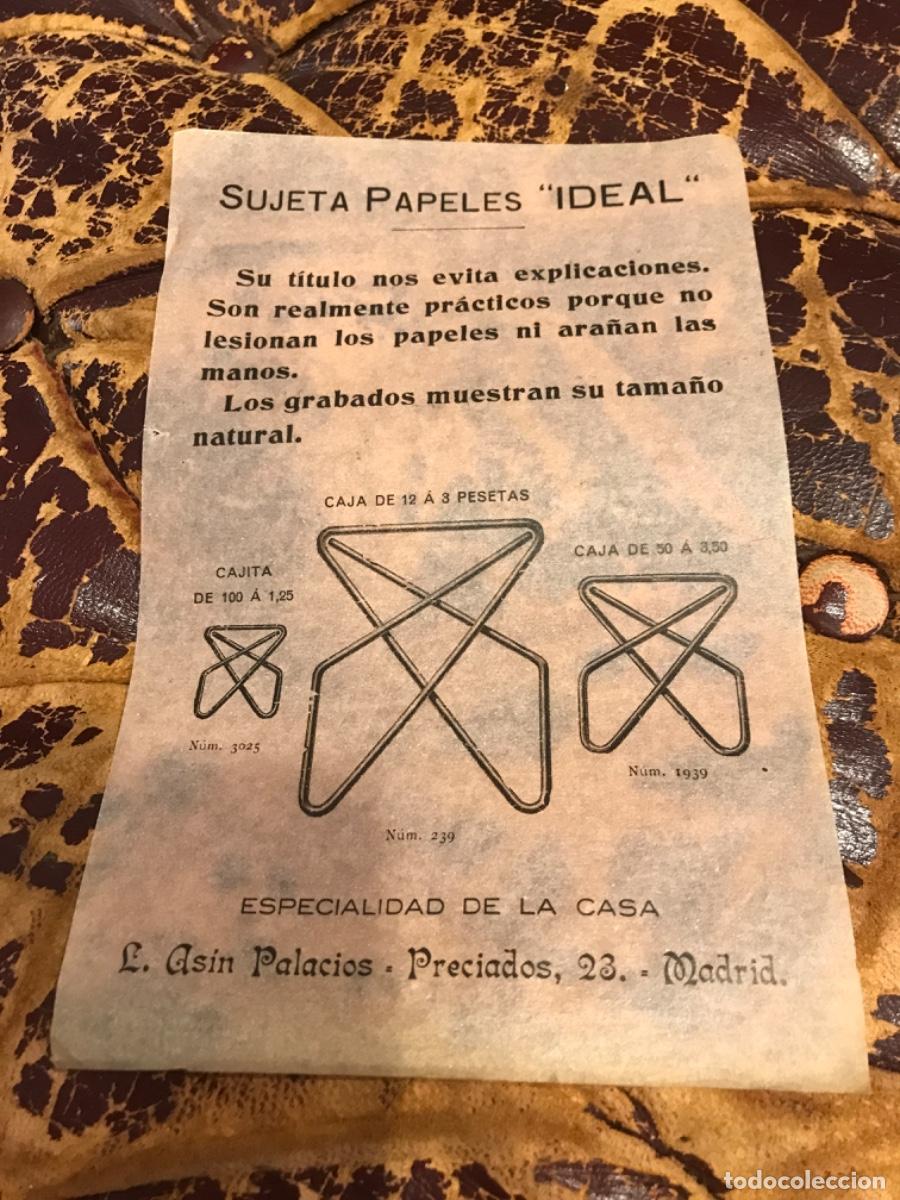 SUJETA PAPELES "IDEAL"
Su título nos evita explicaciones.
Son realmente prácticos porque no
lesionan los papeles ni arañan las
manos.
Los grabados muestran su tamaño
natural.
CAJA DE 12 Á 3 PESETAS
CAJITA
DE 100 Á 1,25
CAJA DE 50 Á 3,50
Núm. 3025
Núm. 239
Núm. 1939
ESPECIALIDAD DE LA CASA
L. Asin Palacios - Preciados, 23. - Madrid.
todocoleccion